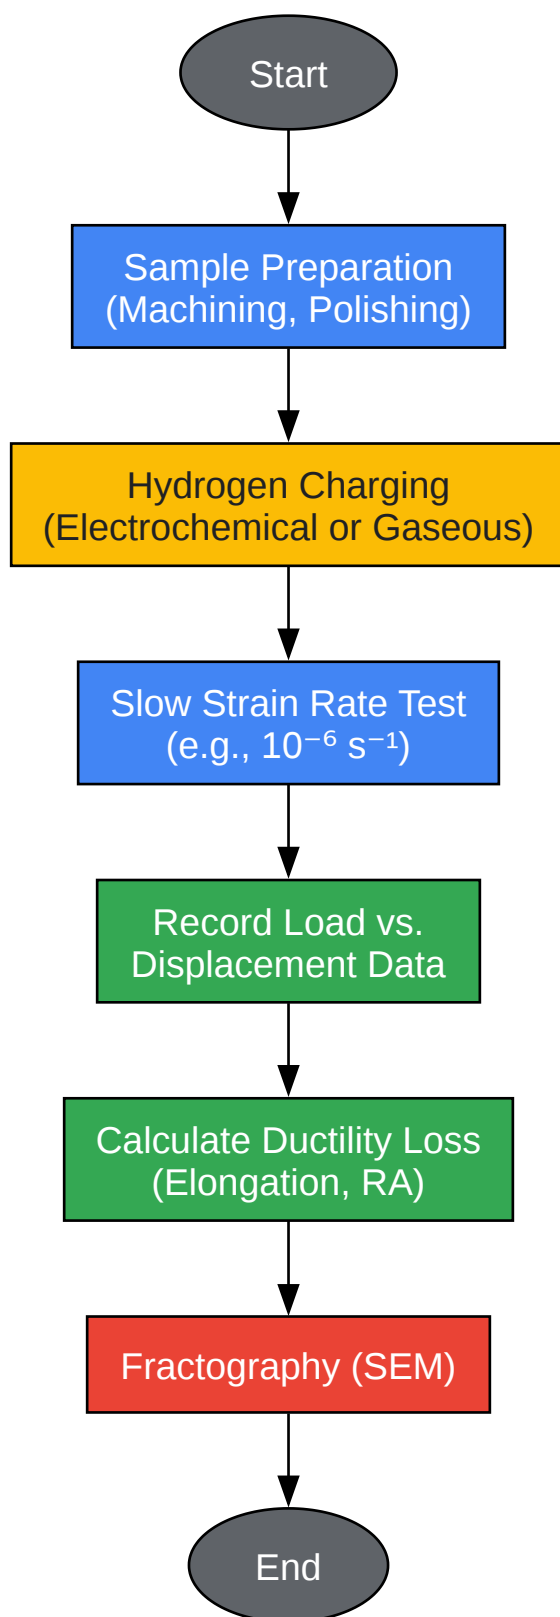 Start
Sample Preparation
(Machining, Polishing)
Hydrogen Charging
(Electrochemical or Gaseous)
Slow Strain Rate Test
(e.g., 10⁻⁶ s⁻¹)
Record Load vs.
Displacement Data
Calculate Ductility Loss
(Elongation, RA)
Fractography (SEM)
End